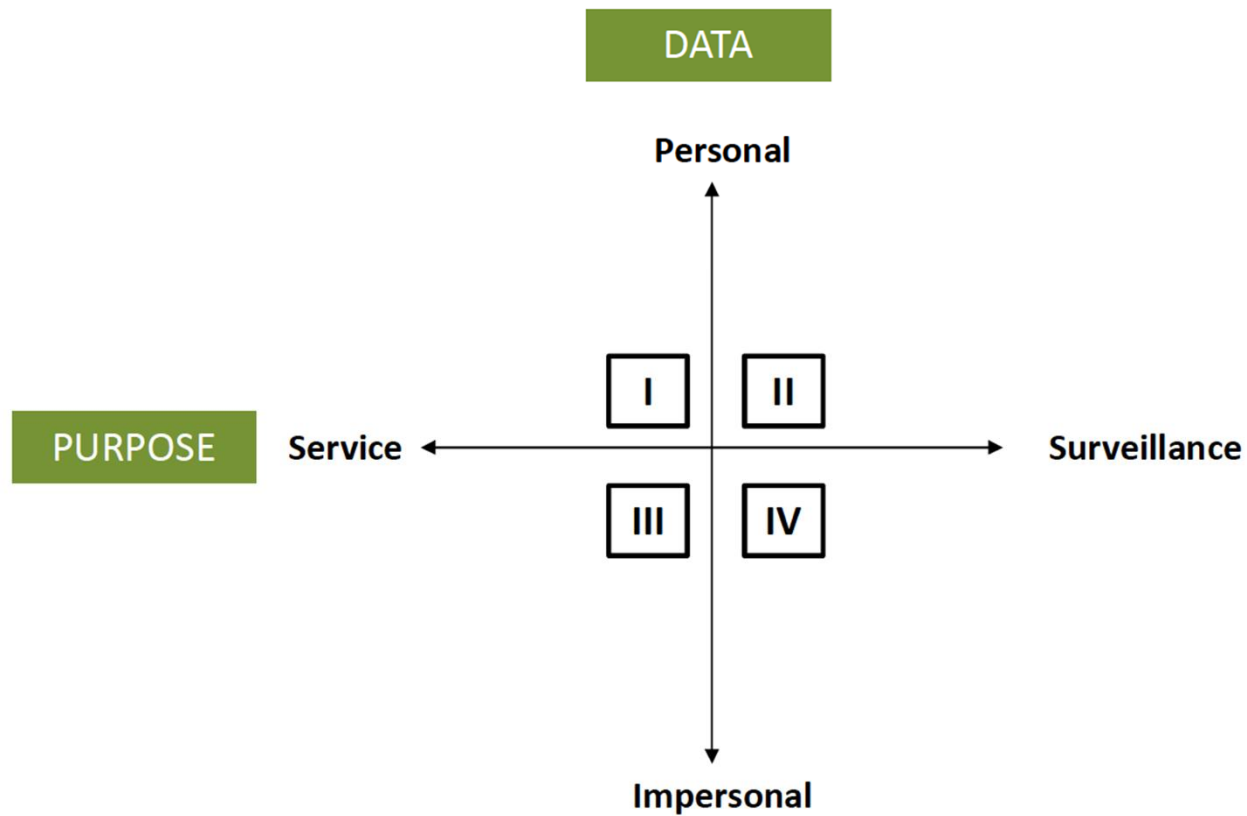 DATA
Personal
I
II
PURPOSE
Service
Surveillance
III
IV
Impersonal